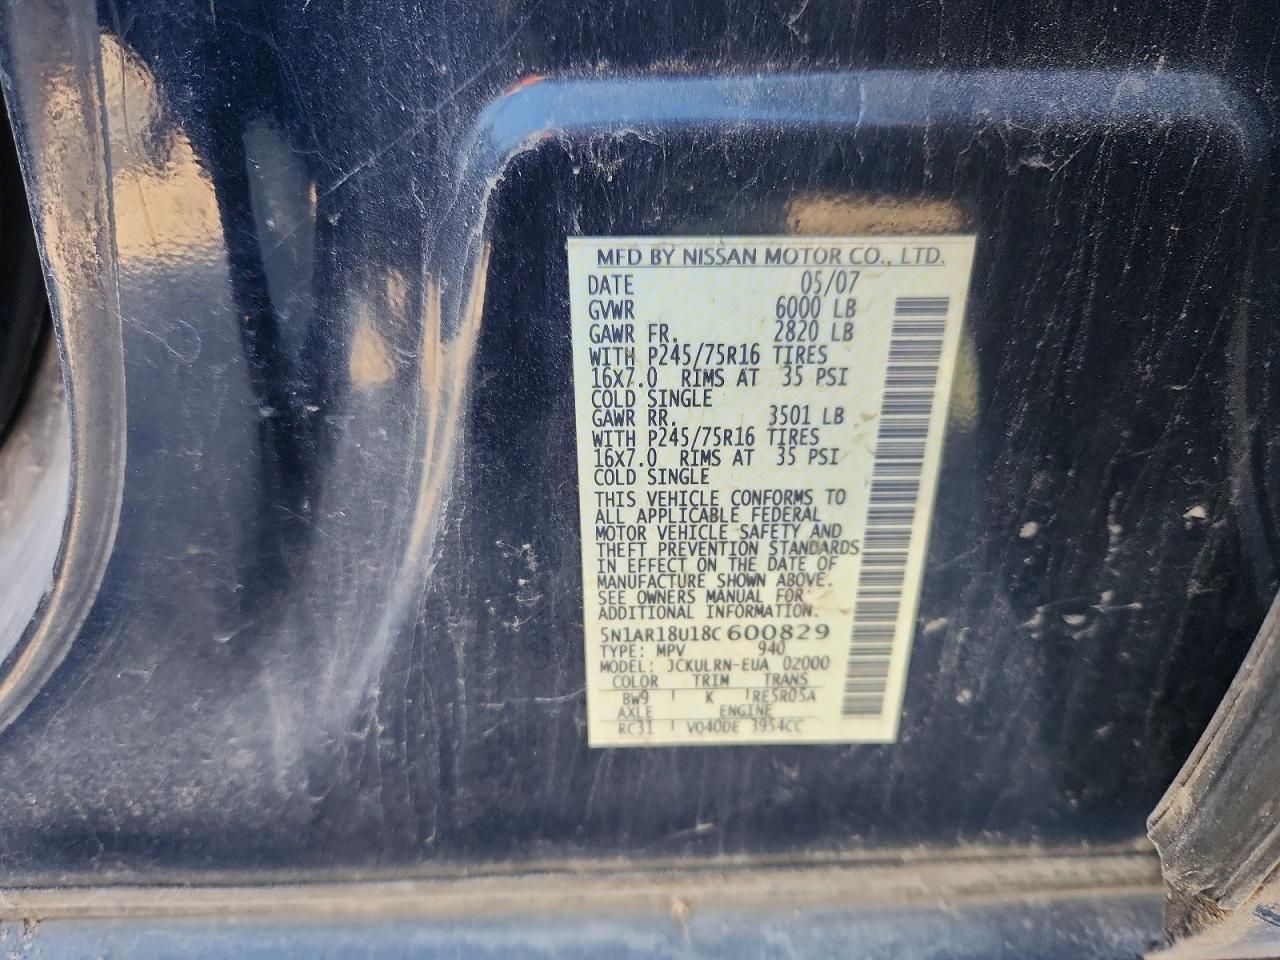 MFD BY NISSAN MOTOR CO., LTD.
DATE 05/07
GVWR 6000 LB
GAWR FR. 2820 LB
WITH P245/75R16 TIRES
16X7.0 RIMS AT 35 PSI
COLD SINGLE
GAWR RR. 3501 LB
WITH P245/75R16 TIRES
16X7.0 RIMS AT 35 PSI
COLD SINGLE
THIS VEHICLE CONFORMS TO
ALL APPLICABLE FEDERAL
MOTOR VEHICLE SAFETY AND
THEFT PREVENTION STANDARDS
IN EFFECT ON THE DATE OF
MANUFACTURE SHOWN ABOVE.
SEE OWNERS MANUAL FOR
ADDITIONAL INFORMATION.
5N1AR18U18C600829
TYPE: MPV 940
MODEL: JCKULRN-EUA 02000
COLOR TRIM TRANS
BW9 K RE5R05A
AXLE ENGINE
RC31 VQ40DE 3954CC